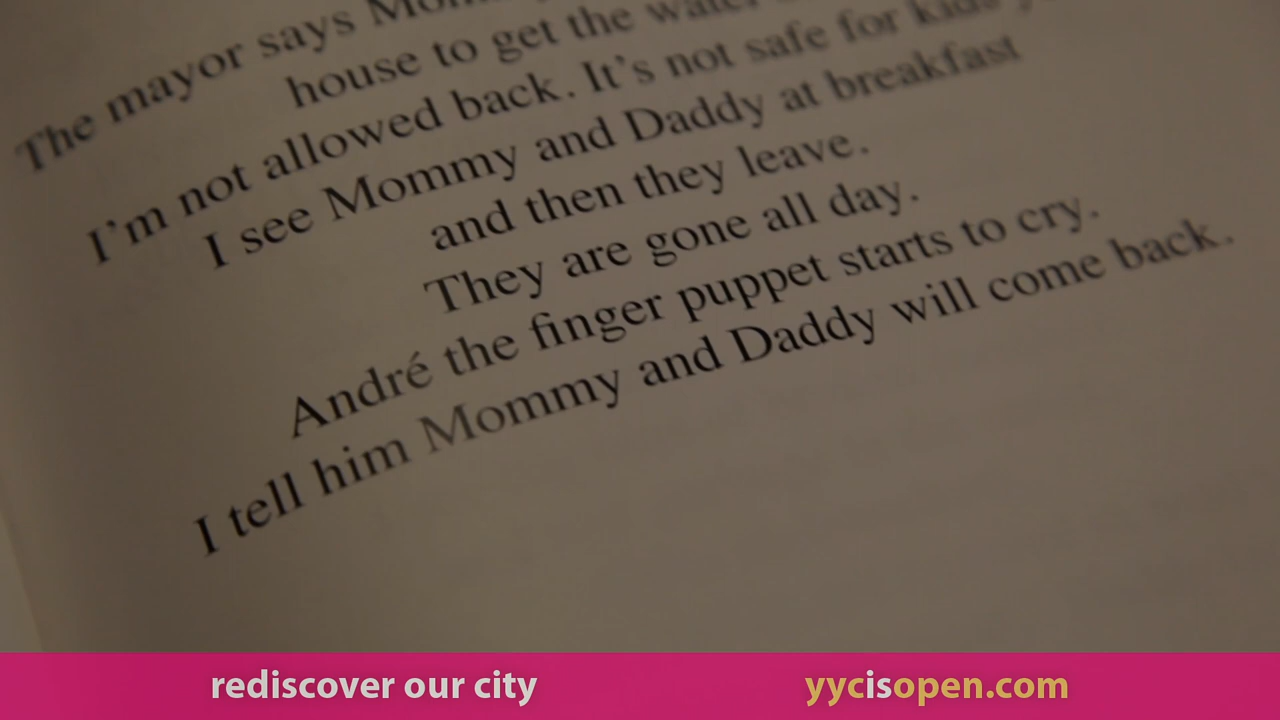 The mayor says
house to get the water
I'm not allowed back. It's not safe for kids
I see Mommy and Daddy at breakfast
and then they leave.
They are gone all day.
André the finger puppet starts to cry.
I tell him Mommy and Daddy will come back.
rediscover our city
yycisopen.com